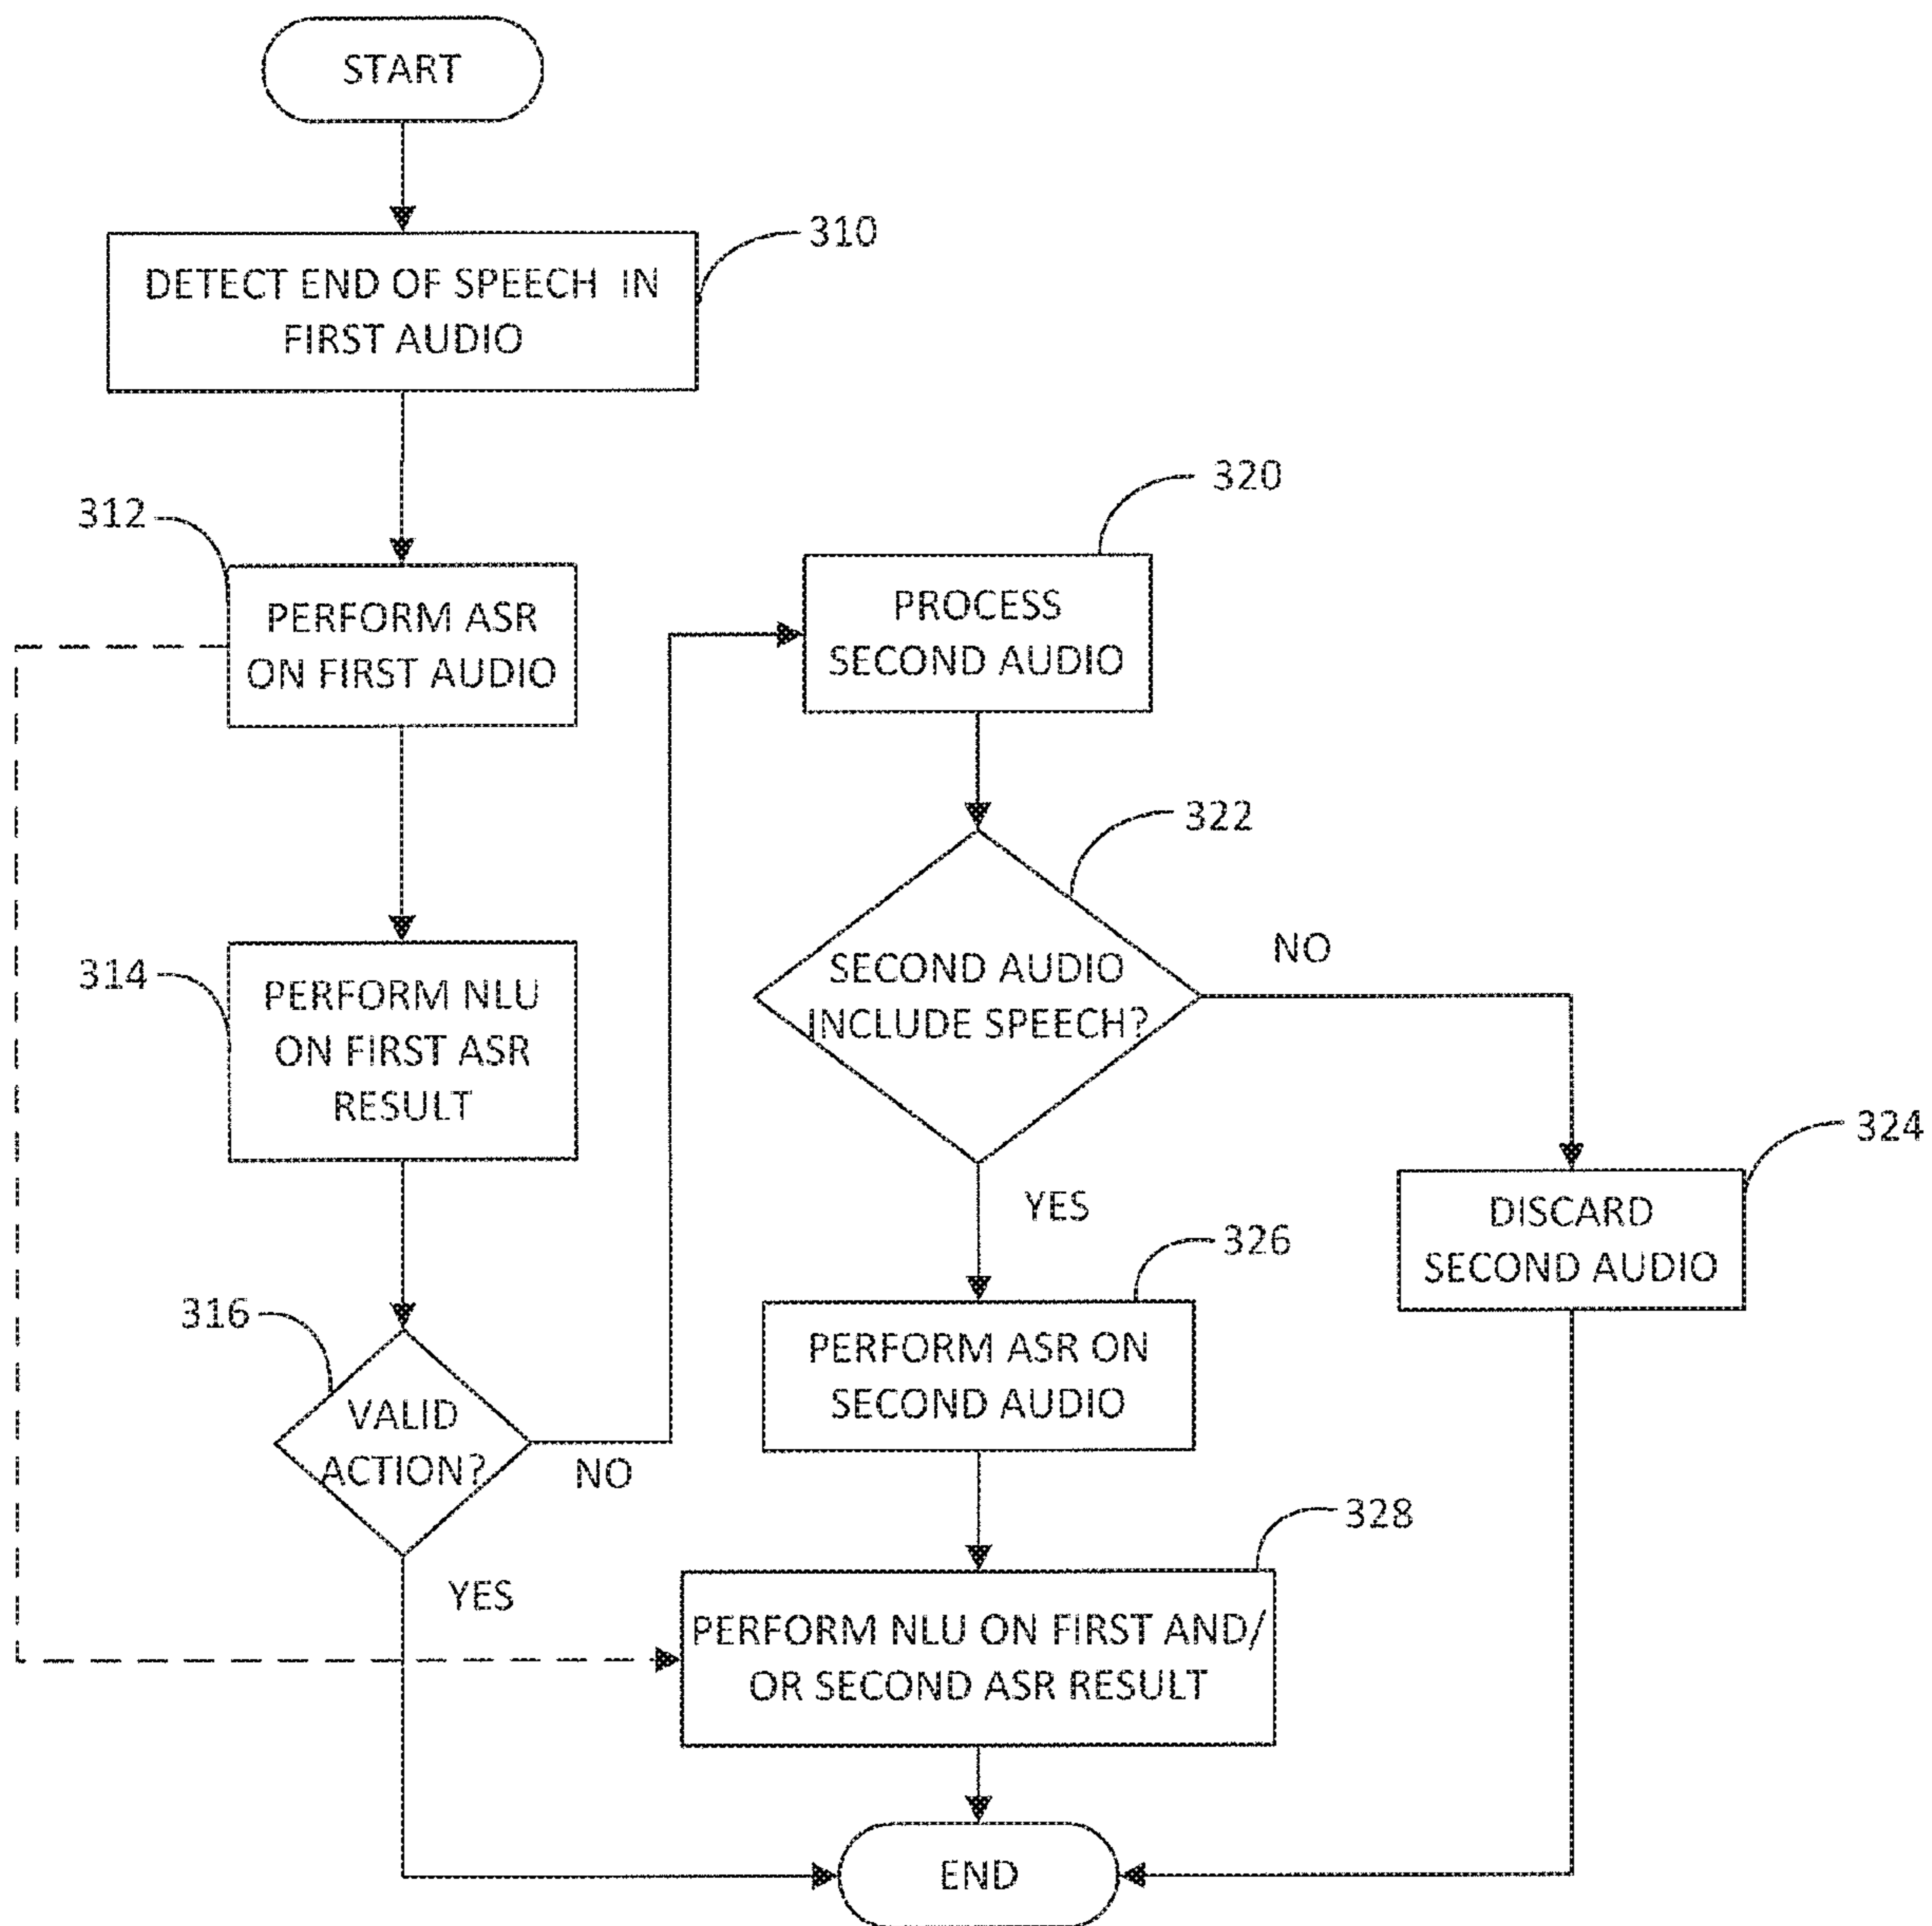 START
310
DETECT END OF SPEECH IN
FIRST AUDIO
312
PERFORM ASR
ON FIRST AUDIO
314
PERFORM NLU
ON FIRST ASR
RESULT
316
VALID
ACTION?
NO
YES
320
PROCESS
SECOND AUDIO
322
SECOND AUDIO
INCLUDE SPEECH?
NO
YES
324
DISCARD
SECOND AUDIO
326
PERFORM ASR ON
SECOND AUDIO
328
PERFORM NLU ON FIRST AND/
OR SECOND ASR RESULT
END